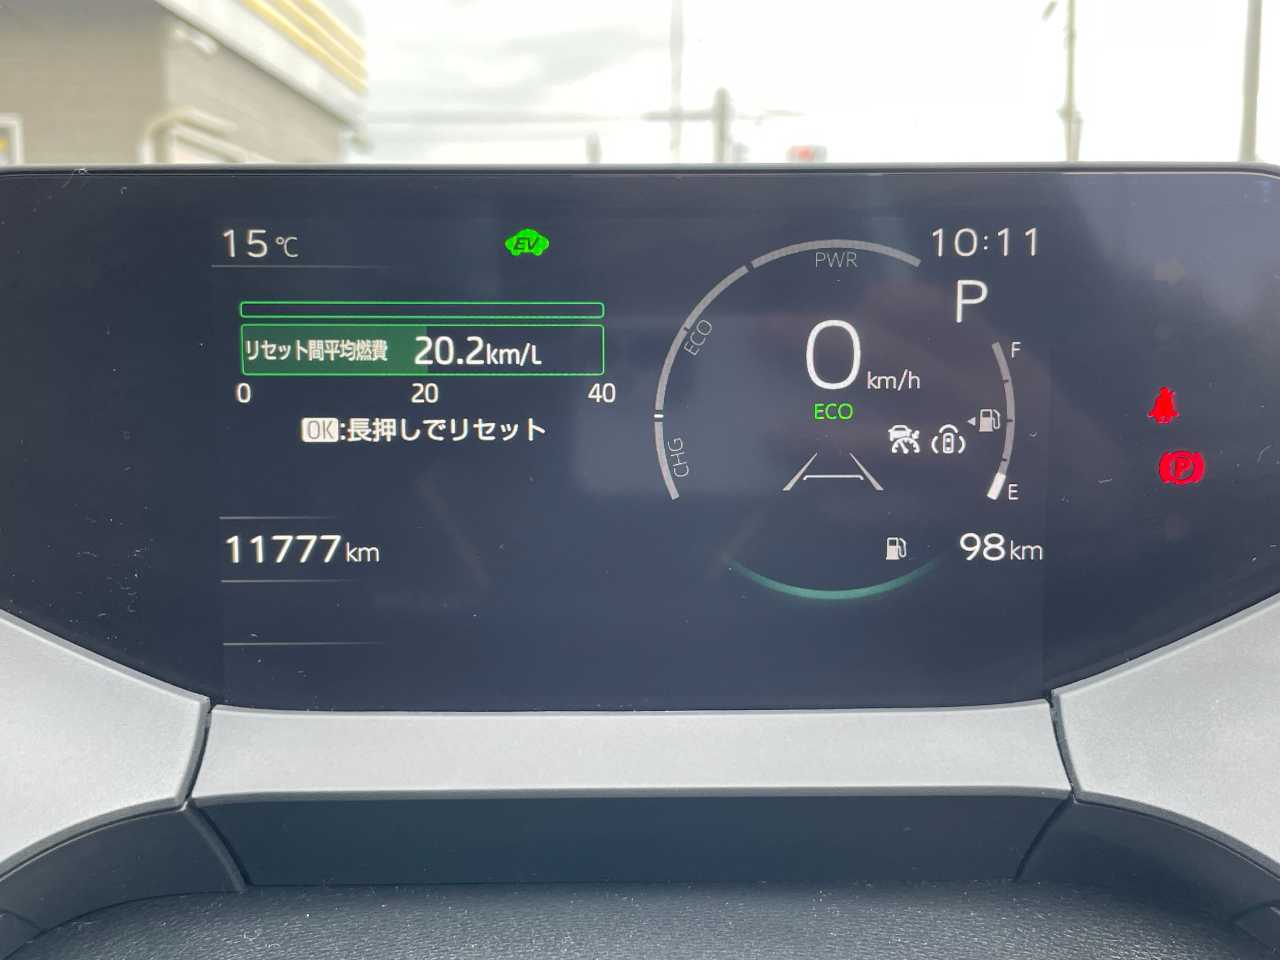 15℃
EV
10:11
PWR
P
ECO
CHG
リセット間平均燃費 20.2km/L
0 20 40
OK:長押しでリセット
0 km/h
ECO
F
E
11777km
98km
P